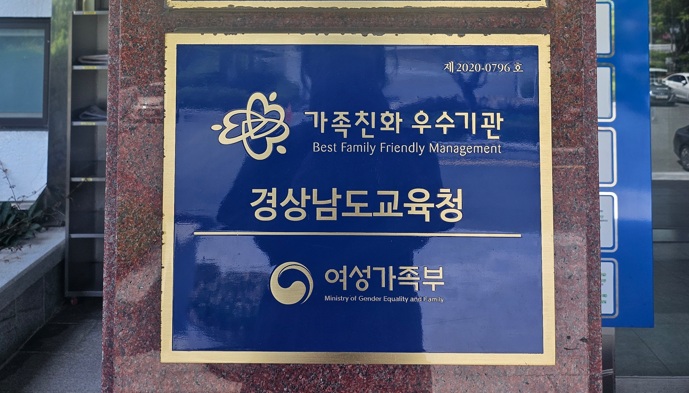 제 2020-0796 호
가족친화 우수기관
Best Family Friendly Management
경상남도교육청
여성가족부
Ministry of Gender Equality and Family